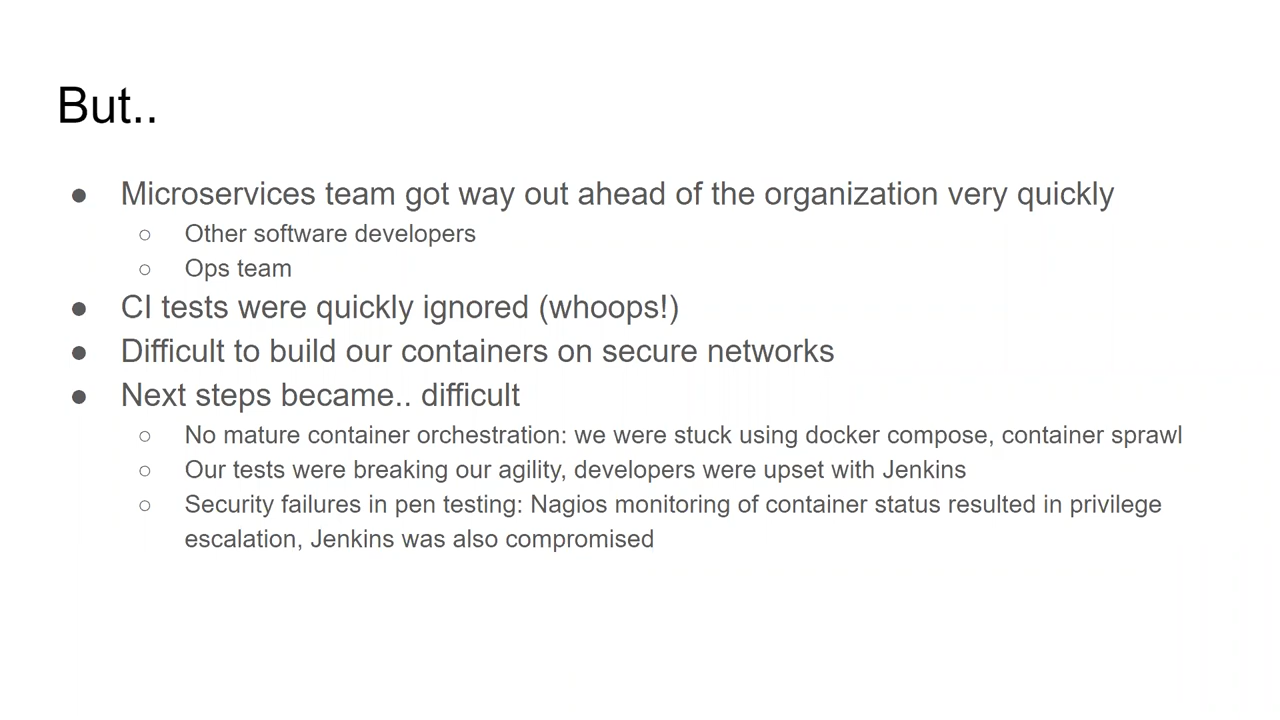 But..
● Microservices team got way out ahead of the organization very quickly
○ Other software developers
○ Ops team
● CI tests were quickly ignored (whoops!)
● Difficult to build our containers on secure networks
● Next steps became.. difficult
○ No mature container orchestration: we were stuck using docker compose, container sprawl
○ Our tests were breaking our agility, developers were upset with Jenkins
○ Security failures in pen testing: Nagios monitoring of container status resulted in privilege
escalation, Jenkins was also compromised